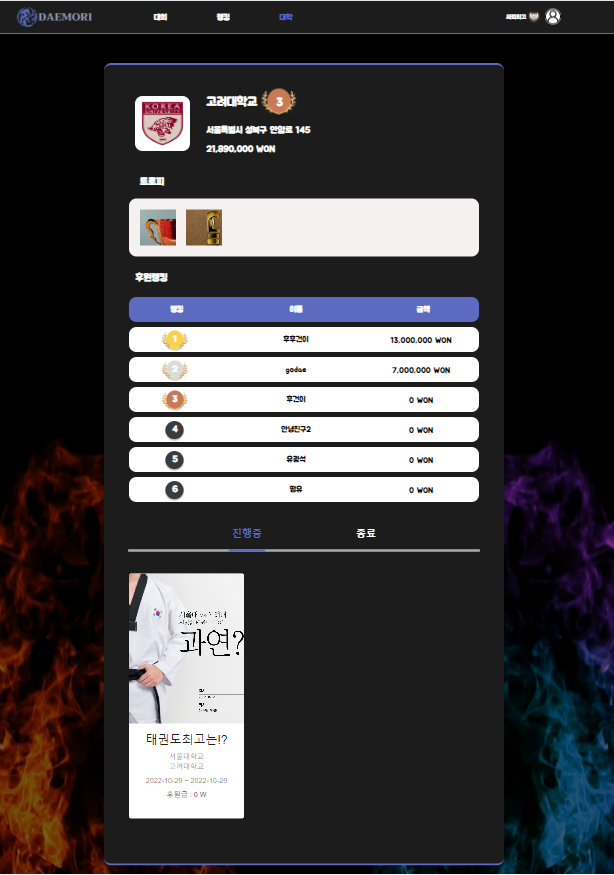 DAEMORI
대회
랭킹
대학
KOREA
UNIVERSITY
고려대학교 3
서울특별시 성북구 안암로 145
21,890,000 WON
트로피
후원랭킹
랭킹 이름 금액
1 후후건이 13,000,000 WON
2 godae 7,000,000 WON
3 후건이 0 WON
4 안녕친구2 0 WON
5 유광석 0 WON
6 0 WON
진행중 종료
과연?
태권도최고는!?
서울대학교
고려대학교
2022-10-29 ~ 2022-10-29
후원금 : 0 W